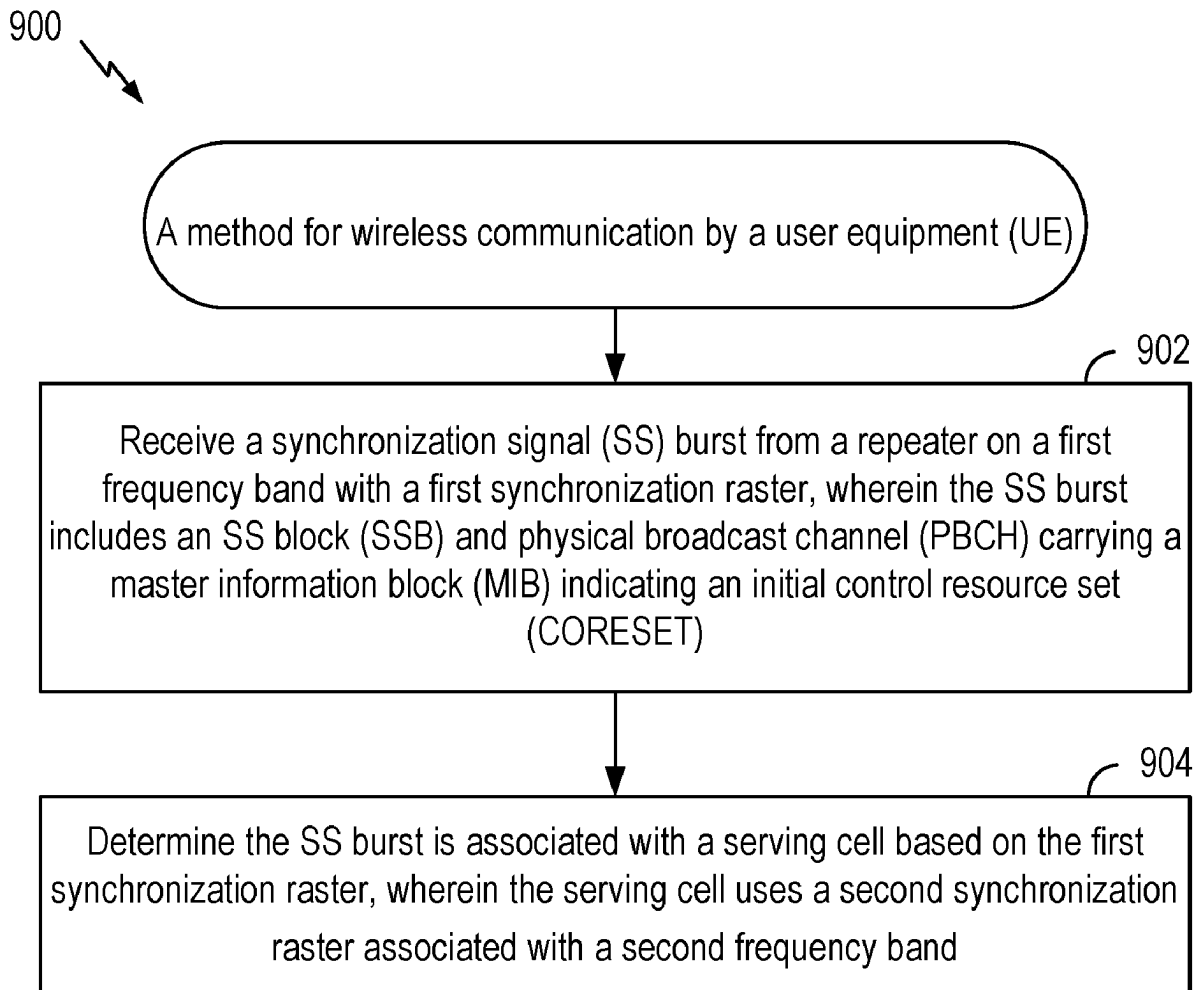 900
A method for wireless communication by a user equipment (UE)
902
Receive a synchronization signal (SS) burst from a repeater on a first
frequency band with a first synchronization raster, wherein the SS burst
includes an SS block (SSB) and physical broadcast channel (PBCH) carrying a
master information block (MIB) indicating an initial control resource set
(CORESET)
904
Determine the SS burst is associated with a serving cell based on the first
synchronization raster, wherein the serving cell uses a second synchronization
raster associated with a second frequency band